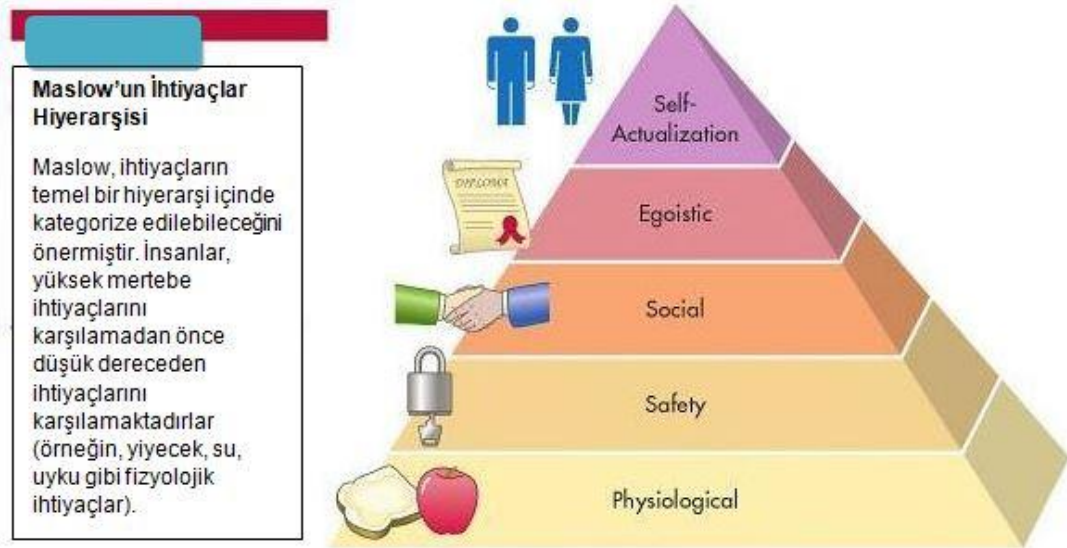 Maslow’un İhtiyaçlar
Hiyerarşisi
Maslow, ihtiyaçların
temel bir hiyerarşi içinde
kategorize edilebileceğini
önermiştir. İnsanlar,
yüksek mertebe
ihtiyaçlarını
karşılamadan önce
düşük dereceden
ihtiyaçlarını
karşılamaktadırlar
(örneğin, yiyecek, su,
uyku gibi fizyolojik
ihtiyaçlar).
Self-
Actualization
DIPLOMA
Egoistic
Social
Safety
Physiological